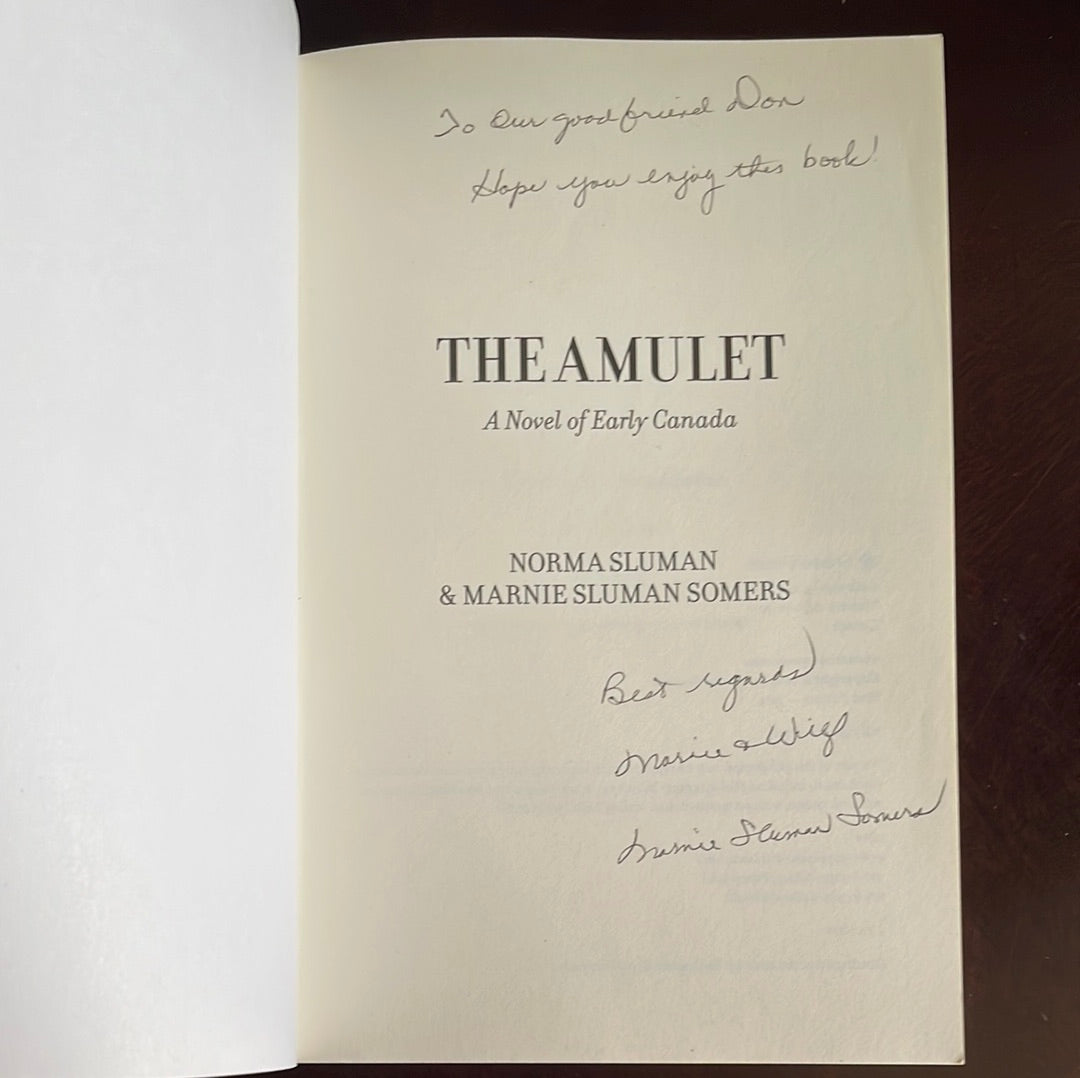 To Our good friend Don
Hope you enjoy this book!
THE AMULET
A Novel of Early Canada
NORMA SLUMAN
& MARNIE SLUMAN SOMERS
Best regards
Marnie &
Marnie Sluman Somers